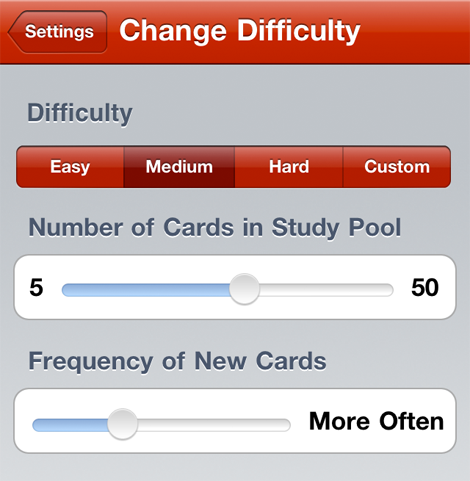 Settings
Change Difficulty
Difficulty
Easy Medium Hard Custom
Number of Cards in Study Pool
5 50
Frequency of New Cards
More Often